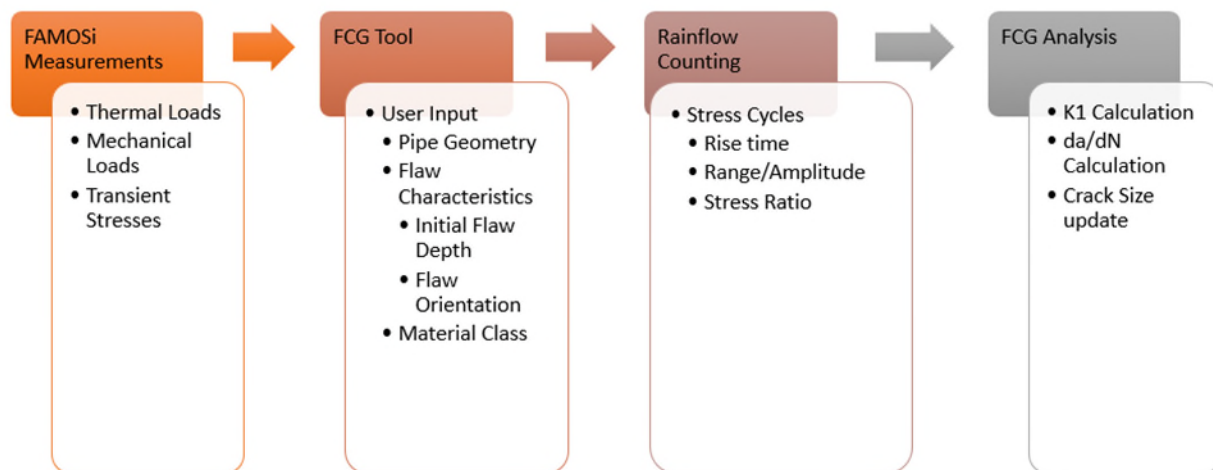 FAMOSi
Measurements
• Thermal Loads
• Mechanical
Loads
• Transient
Stresses
FCG Tool
• User Input
• Pipe Geometry
• Flaw
Characteristics
• Initial Flaw
Depth
• Flaw
Orientation
• Material Class
Rainflow
Counting
• Stress Cycles
• Rise time
• Range/Amplitude
• Stress Ratio
FCG Analysis
• K1 Calculation
• da/dN
Calculation
• Crack Size
update